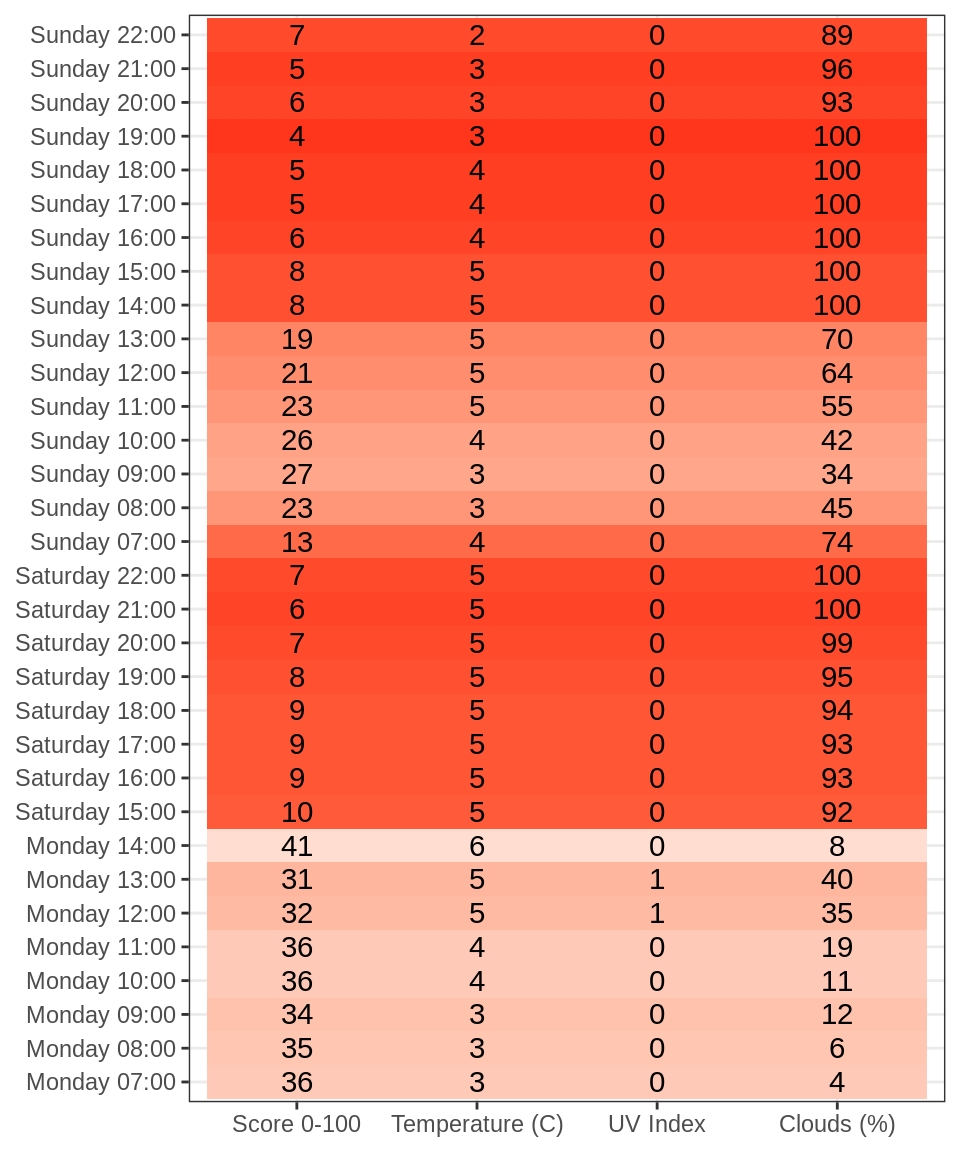 Sunday 22:00 7 2 0 89
Sunday 21:00 5 3 0 96
Sunday 20:00 6 3 0 93
Sunday 19:00 4 3 0 100
Sunday 18:00 5 4 0 100
Sunday 17:00 5 4 0 100
Sunday 16:00 6 4 0 100
Sunday 15:00 8 5 0 100
Sunday 14:00 8 5 0 100
Sunday 13:00 19 5 0 70
Sunday 12:00 21 5 0 64
Sunday 11:00 23 5 0 55
Sunday 10:00 26 4 0 42
Sunday 09:00 27 3 0 34
Sunday 08:00 23 3 0 45
Sunday 07:00 13 4 0 74
Saturday 22:00 7 5 0 100
Saturday 21:00 6 5 0 100
Saturday 20:00 7 5 0 99
Saturday 19:00 8 5 0 95
Saturday 18:00 9 5 0 94
Saturday 17:00 9 5 0 93
Saturday 16:00 9 5 0 93
Saturday 15:00 10 5 0 92
Monday 14:00 41 6 0 8
Monday 13:00 31 5 1 40
Monday 12:00 32 5 1 35
Monday 11:00 36 4 0 19
Monday 10:00 36 4 0 11
Monday 09:00 34 3 0 12
Monday 08:00 35 3 0 6
Monday 07:00 36 3 0 4
Score 0-100 Temperature (C) UV Index Clouds (%)